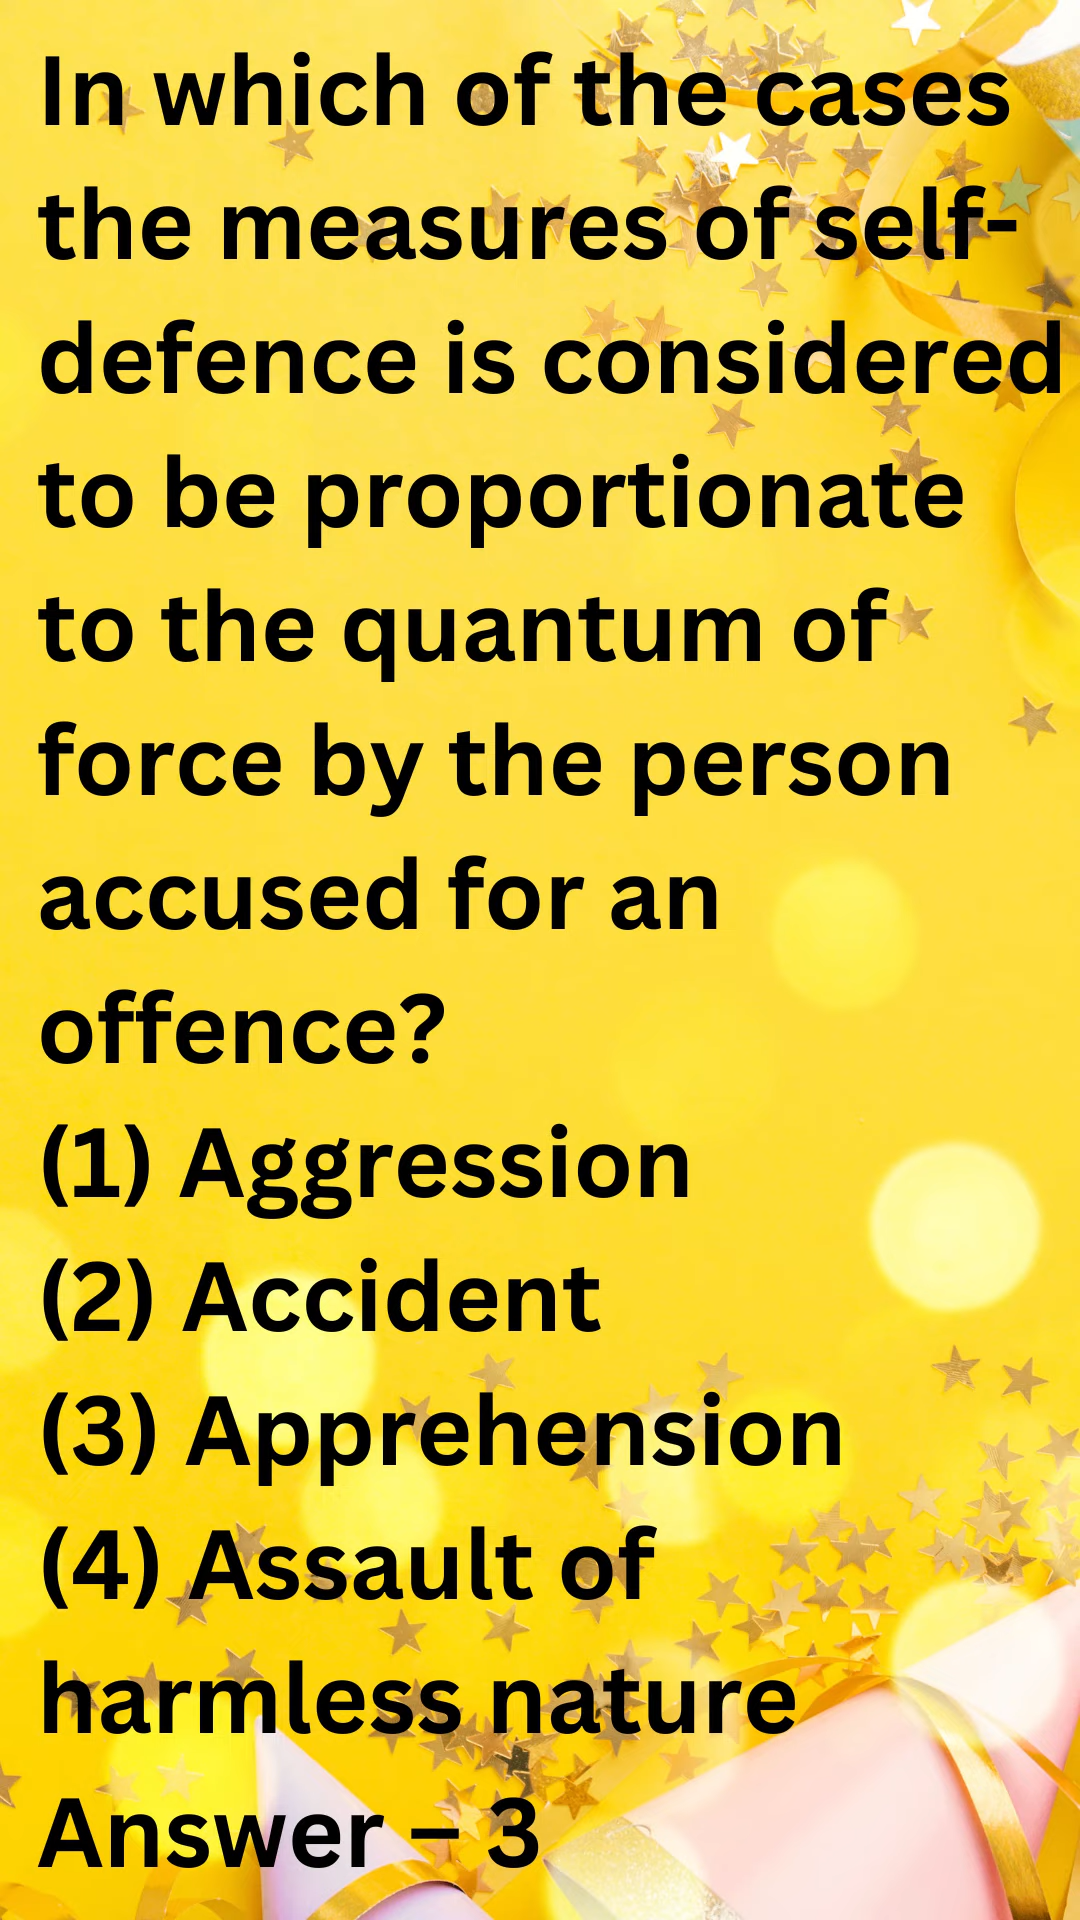 In which of the cases
the measures of self-
defence is considered
to be proportionate
to the quantum of
force by the person
accused for an
offence?
(1) Aggression
(2) Accident
(3) Apprehension
(4) Assault of
harmless nature
Answer – 3